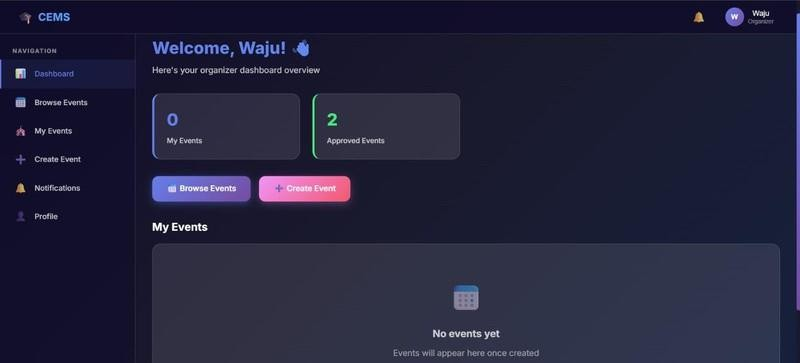 CEMS
W
Waju
Organizer
NAVIGATION
Dashboard
Browse Events
My Events
Create Event
Notifications
Profile
Welcome, Waju!
Here's your organizer dashboard overview
0
My Events
2
Approved Events
Browse Events
Create Event
My Events
No events yet
Events will appear here once created